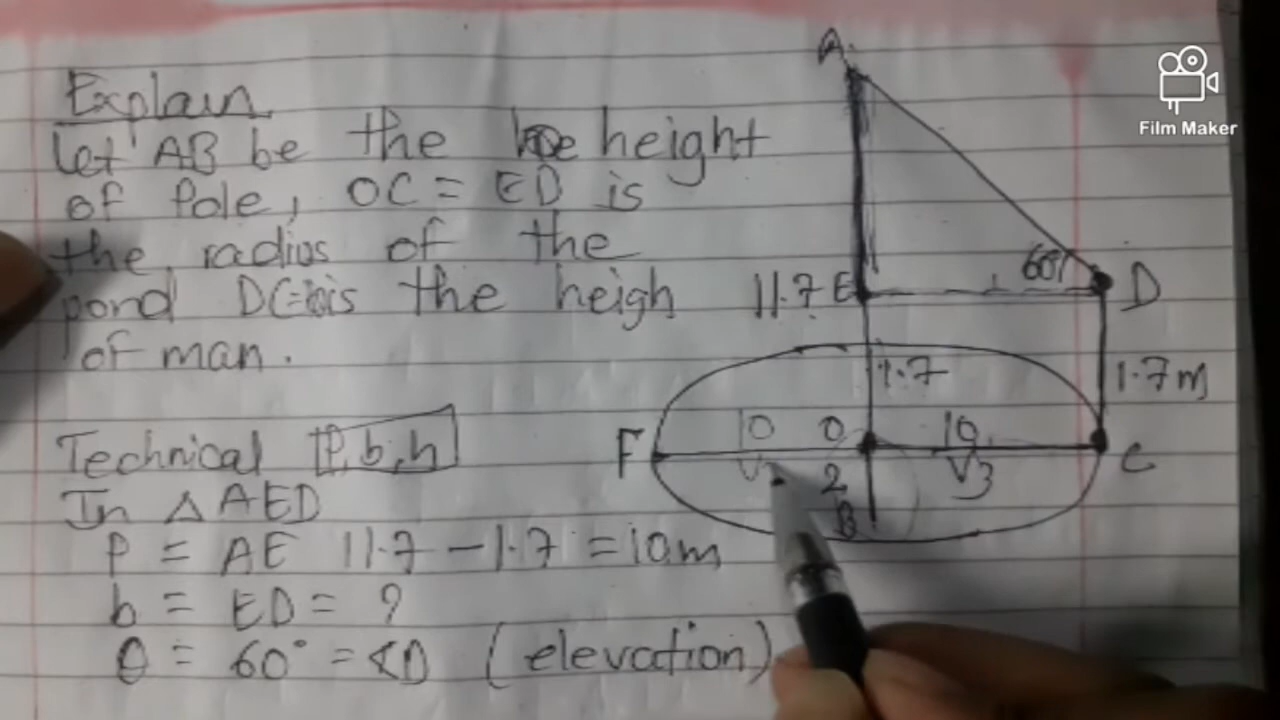 Explain
Let AB be the height
of Pole, OC = ED is
the radius of the
pond DC is the heigh
of man.
Technical P, b, h
In △ AED
P = AE 11.7 - 1.7 = 10m
b = ED = ?
θ = 60° = ∢D (elevation)
A
60°
D
11.7 E
1.7
1.7m
F
10
O
10
C
√3
2
B
Film Maker